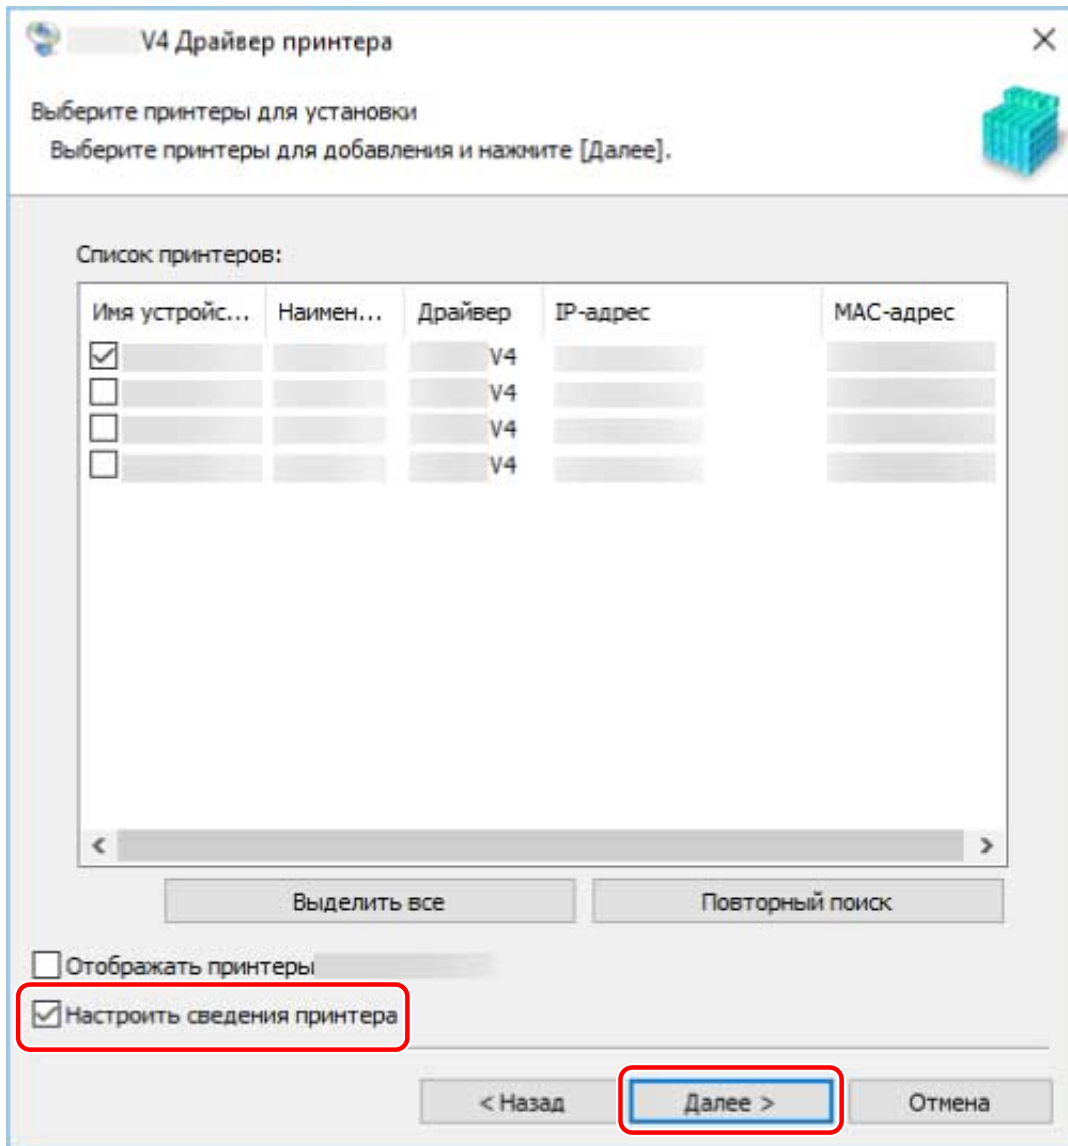 V4 Драйвер принтера
Выберите принтеры для установки
Выберите принтеры для добавления и нажмите [Далее].
Список принтеров:
Имя устройс... Наимен... Драйвер IP-адрес MAC-адрес
V4
V4
V4
V4
Выделить все Повторный поиск
Отображать принтеры
Настроить сведения принтера
< Назад Далее > Отмена